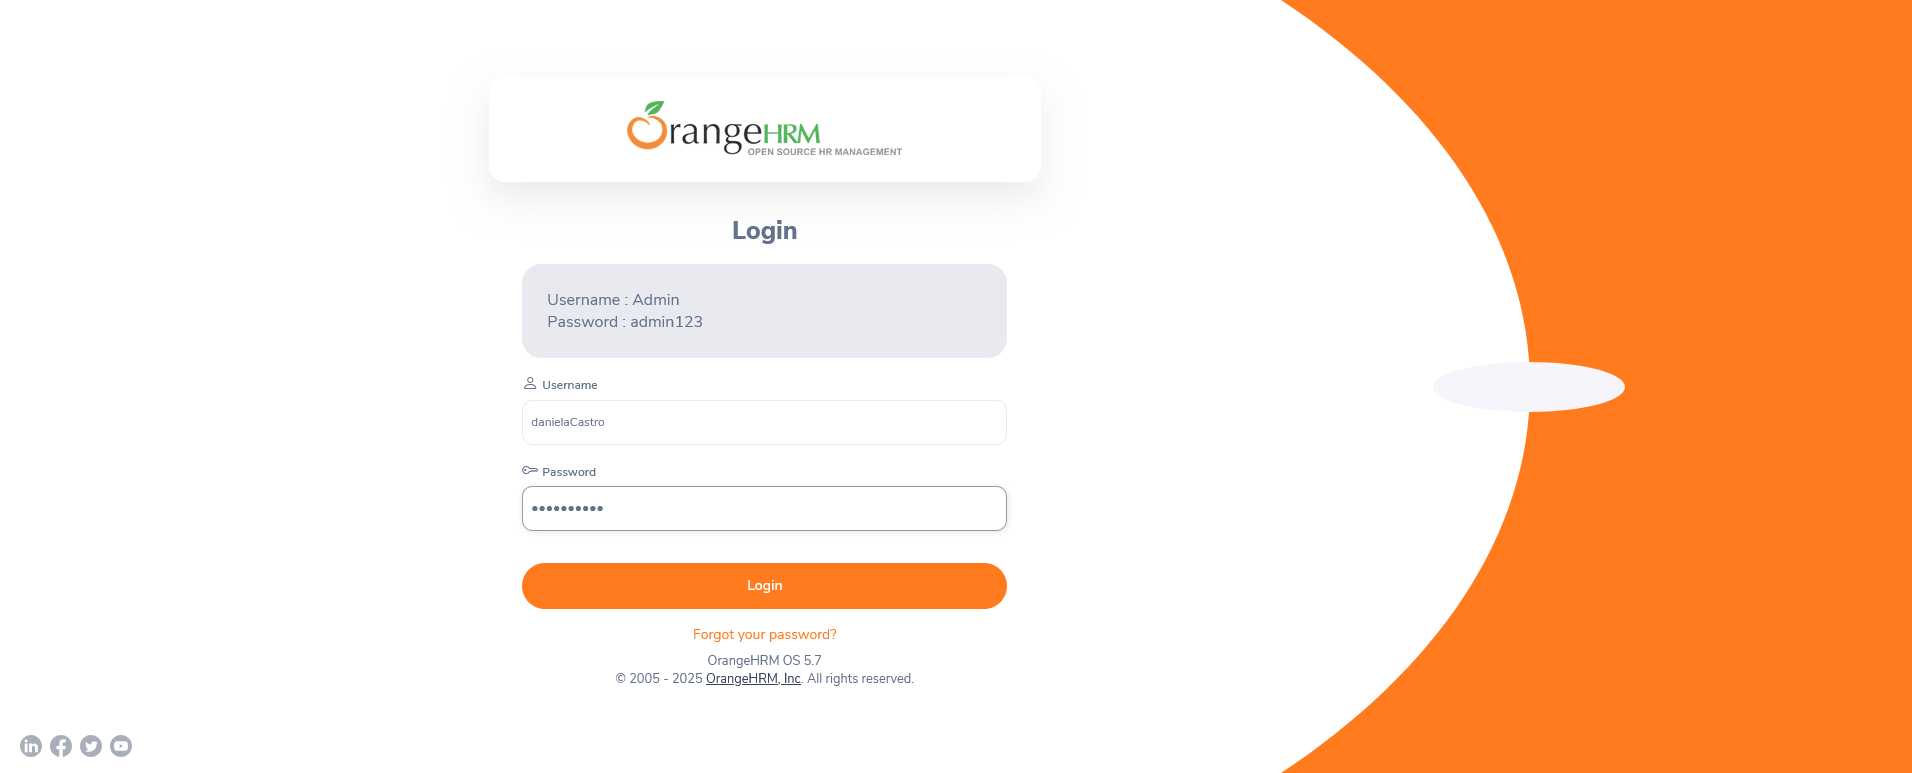 OrangeHRM
OPEN SOURCE HR MANAGEMENT
Login
Username : Admin
Password : admin123
Username
danielaCastro
Password
••••••••••
Login
Forgot your password?
OrangeHRM OS 5.7
© 2005 - 2025 OrangeHRM, Inc. All rights reserved.